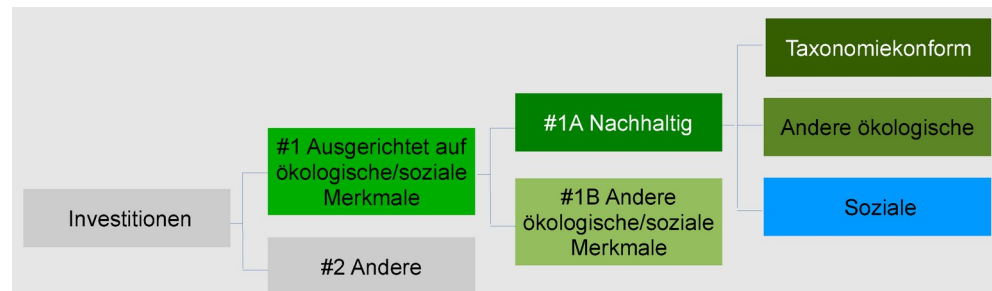 Investitionen
#1 Ausgerichtet auf
ökologische/soziale
Merkmale
#2 Andere
#1A Nachhaltig
#1B Andere
ökologische/soziale
Merkmale
Taxonomiekonform
Andere ökologische
Soziale